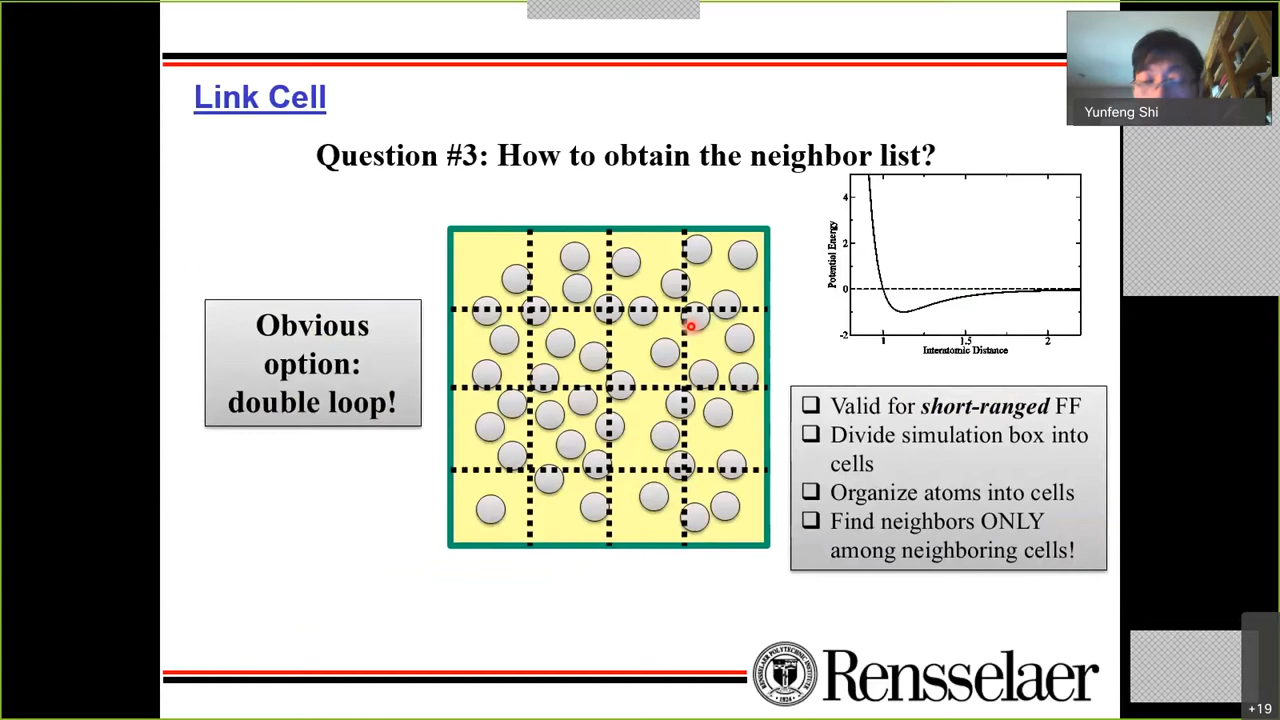 Yunfeng Shi
Link Cell
Question #3: How to obtain the neighbor list?
Obvious
option:
double loop!
Potential Energy
4
2
0
-2
1
1.5
2
Interatomic Distance
Valid for short-ranged FF
Divide simulation box into
cells
Organize atoms into cells
Find neighbors ONLY
among neighboring cells!
Rensselaer
+19